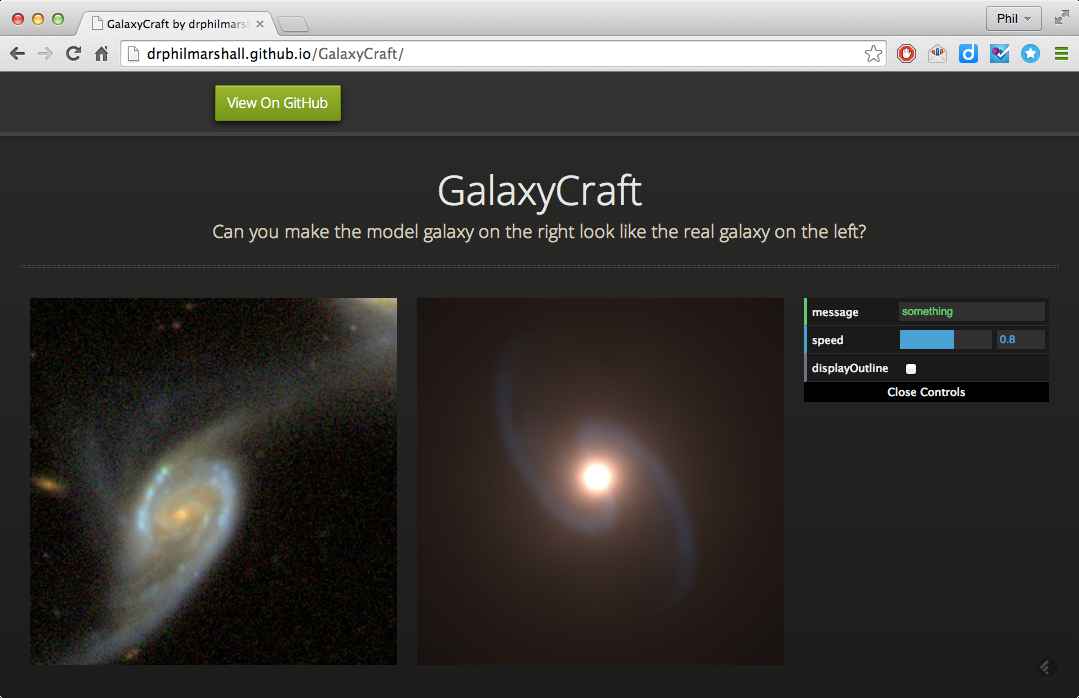 GalaxyCraft by drphilmars
Phil
drphilmarshall.github.io/GalaxyCraft/
View On GitHub
GalaxyCraft
Can you make the model galaxy on the right look like the real galaxy on the left?
message something
speed 0.8
displayOutline
Close Controls